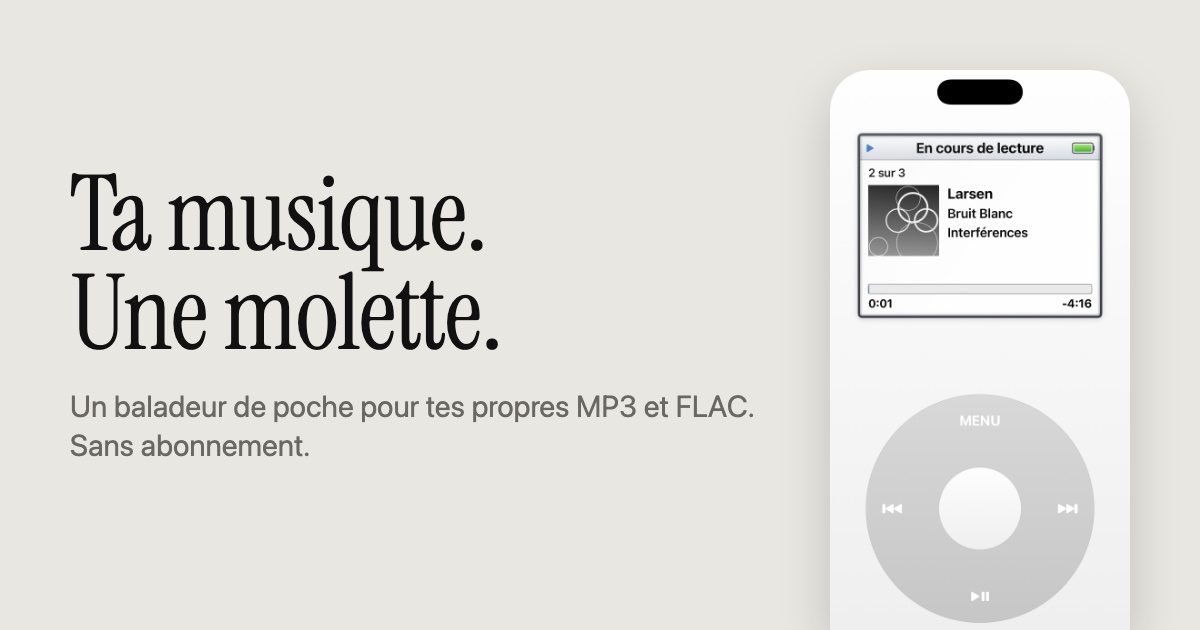 Ta musique.
Une molette.
Un baladeur de poche pour tes propres MP3 et FLAC.
Sans abonnement.
En cours de lecture
2 sur 3
Larsen
Bruit Blanc
Interférences
0:01 -4:16
MENU